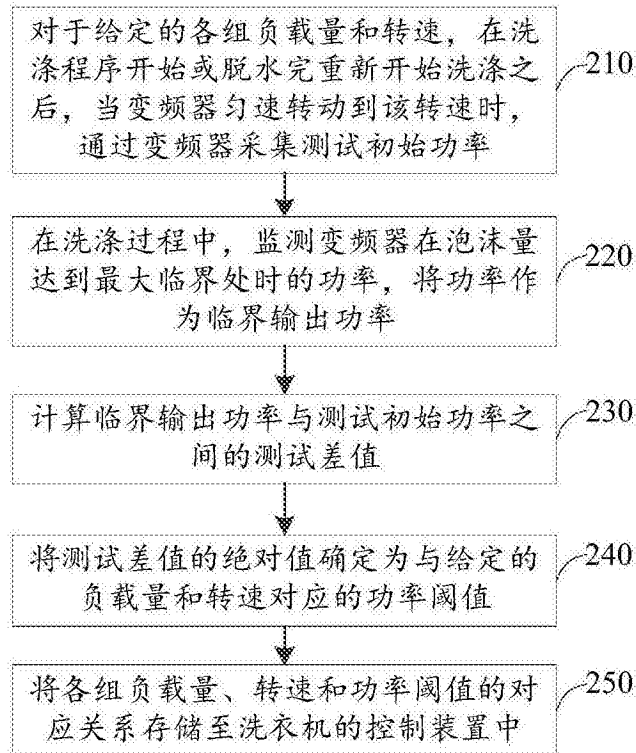 对于给定的各组负载量和转速，在洗
涤程序开始或脱水完重新开始洗涤之
后，当变频器匀速转动到该转速时，
通过变频器采集测试初始功率
210
在洗涤过程中，监测变频器在泡沫量
达到最大临界处时的功率，将功率作
为临界输出功率
220
计算临界输出功率与测试初始功率之
间的测试差值
230
将测试差值的绝对值确定为与给定的
负载量和转速对应的功率阈值
240
将各组负载量、转速和功率阈值的对
应关系存储至洗衣机的控制装置中
250